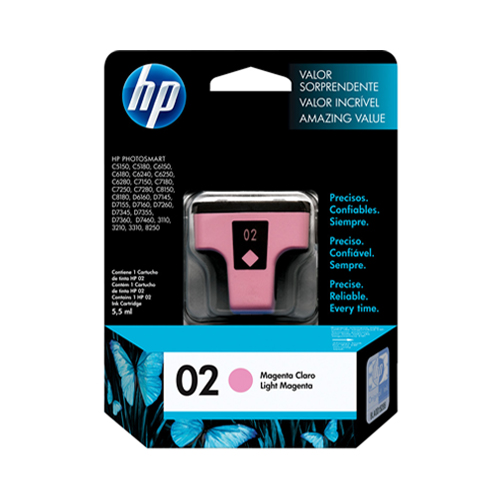 hp
VALOR
SORPRENDENTE
VALOR INCRÍVEL
AMAZING VALUE
HP PHOTOSMART
C5150, C5180, C6150,
C6180, C6240, C6250,
C6280, C7150, C7180,
C7250, C7280, C8150,
C8180, D6160, D7145,
D7155, D7160, D7260,
D7345, D7355,
D7360, D7460, 3110,
3210, 3310, 8250
Contiene 1 Cartucho
de tinta HP 02
Contém 1 Cartucho
de tinta HP 02
Contains 1 HP 02
Ink Cartridge
5,5 ml
02
Precisos.
Confiables.
Siempre.
Preciso.
Confiável.
Sempre.
Precise.
Reliable.
Every time.
02
Magenta Claro
Light Magenta